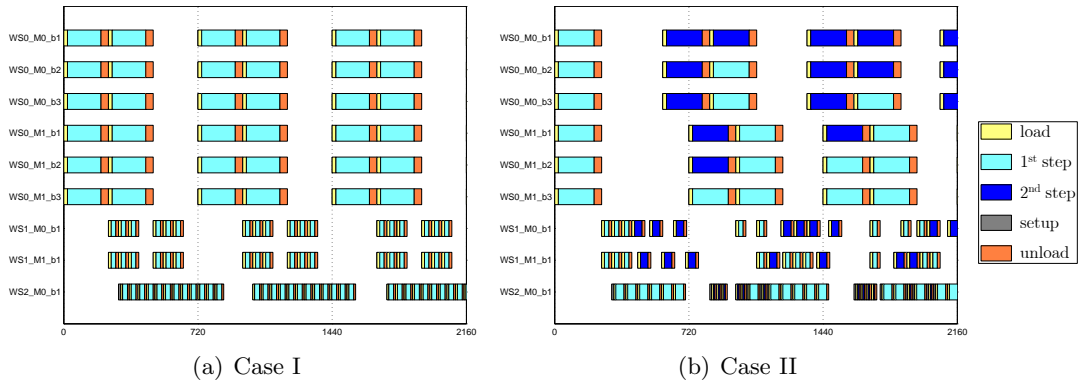 WS0_M0_b1
WS0_M0_b2
WS0_M0_b3
WS0_M1_b1
WS0_M1_b2
WS0_M1_b3
WS1_M0_b1
WS1_M1_b1
WS2_M0_b1
0 720 1440 2160
(a) Case I
WS0_M0_b1
WS0_M0_b2
WS0_M0_b3
WS0_M1_b1
WS0_M1_b2
WS0_M1_b3
WS1_M0_b1
WS1_M1_b1
WS2_M0_b1
0 720 1440 2160
(b) Case II
load
1st step
2nd step
setup
unload